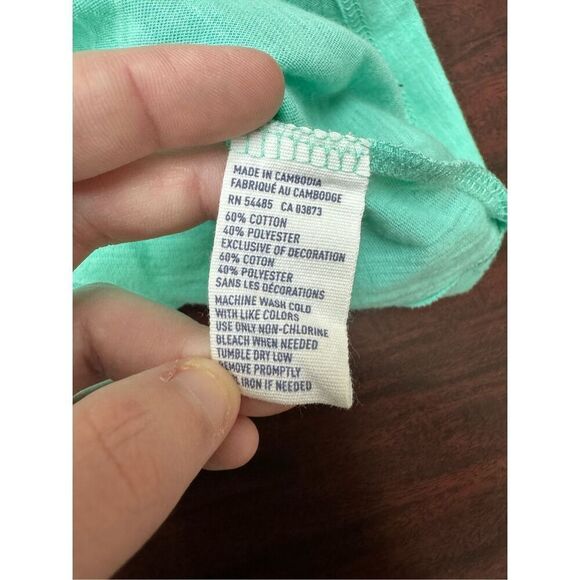 MADE IN CAMBODIA
FABRIQUÉ AU CAMBODGE
RN 54485 CA 03873
60% COTTON
40% POLYESTER
EXCLUSIVE OF DECORATION
60% COTON
40% POLYESTER
SANS LES DÉCORATIONS
MACHINE WASH COLD
WITH LIKE COLORS
USE ONLY NON-CHLORINE
BLEACH WHEN NEEDED
TUMBLE DRY LOW
REMOVE PROMPTLY
IRON IF NEEDED